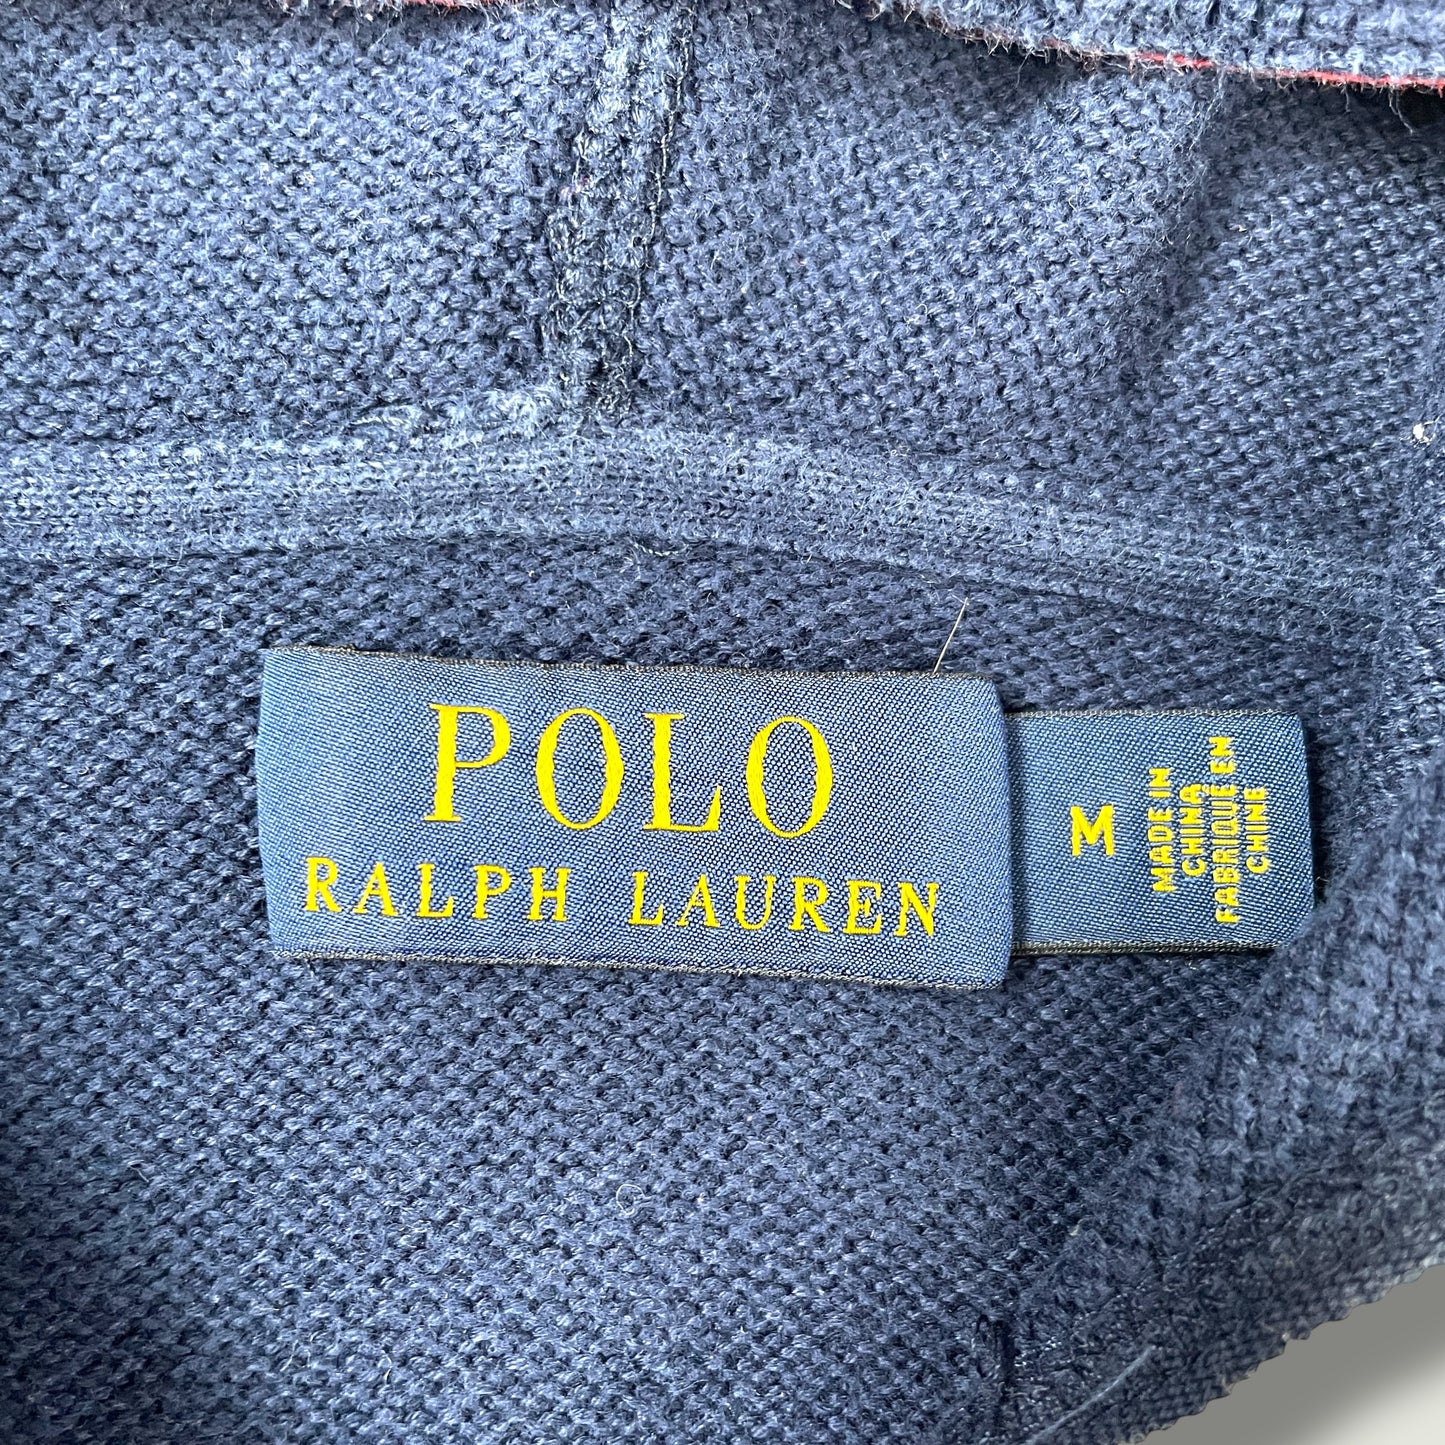 POLO
RALPH LAUREN
M
MADE IN
CHINA
FABRIQUÉ EN
CHINE